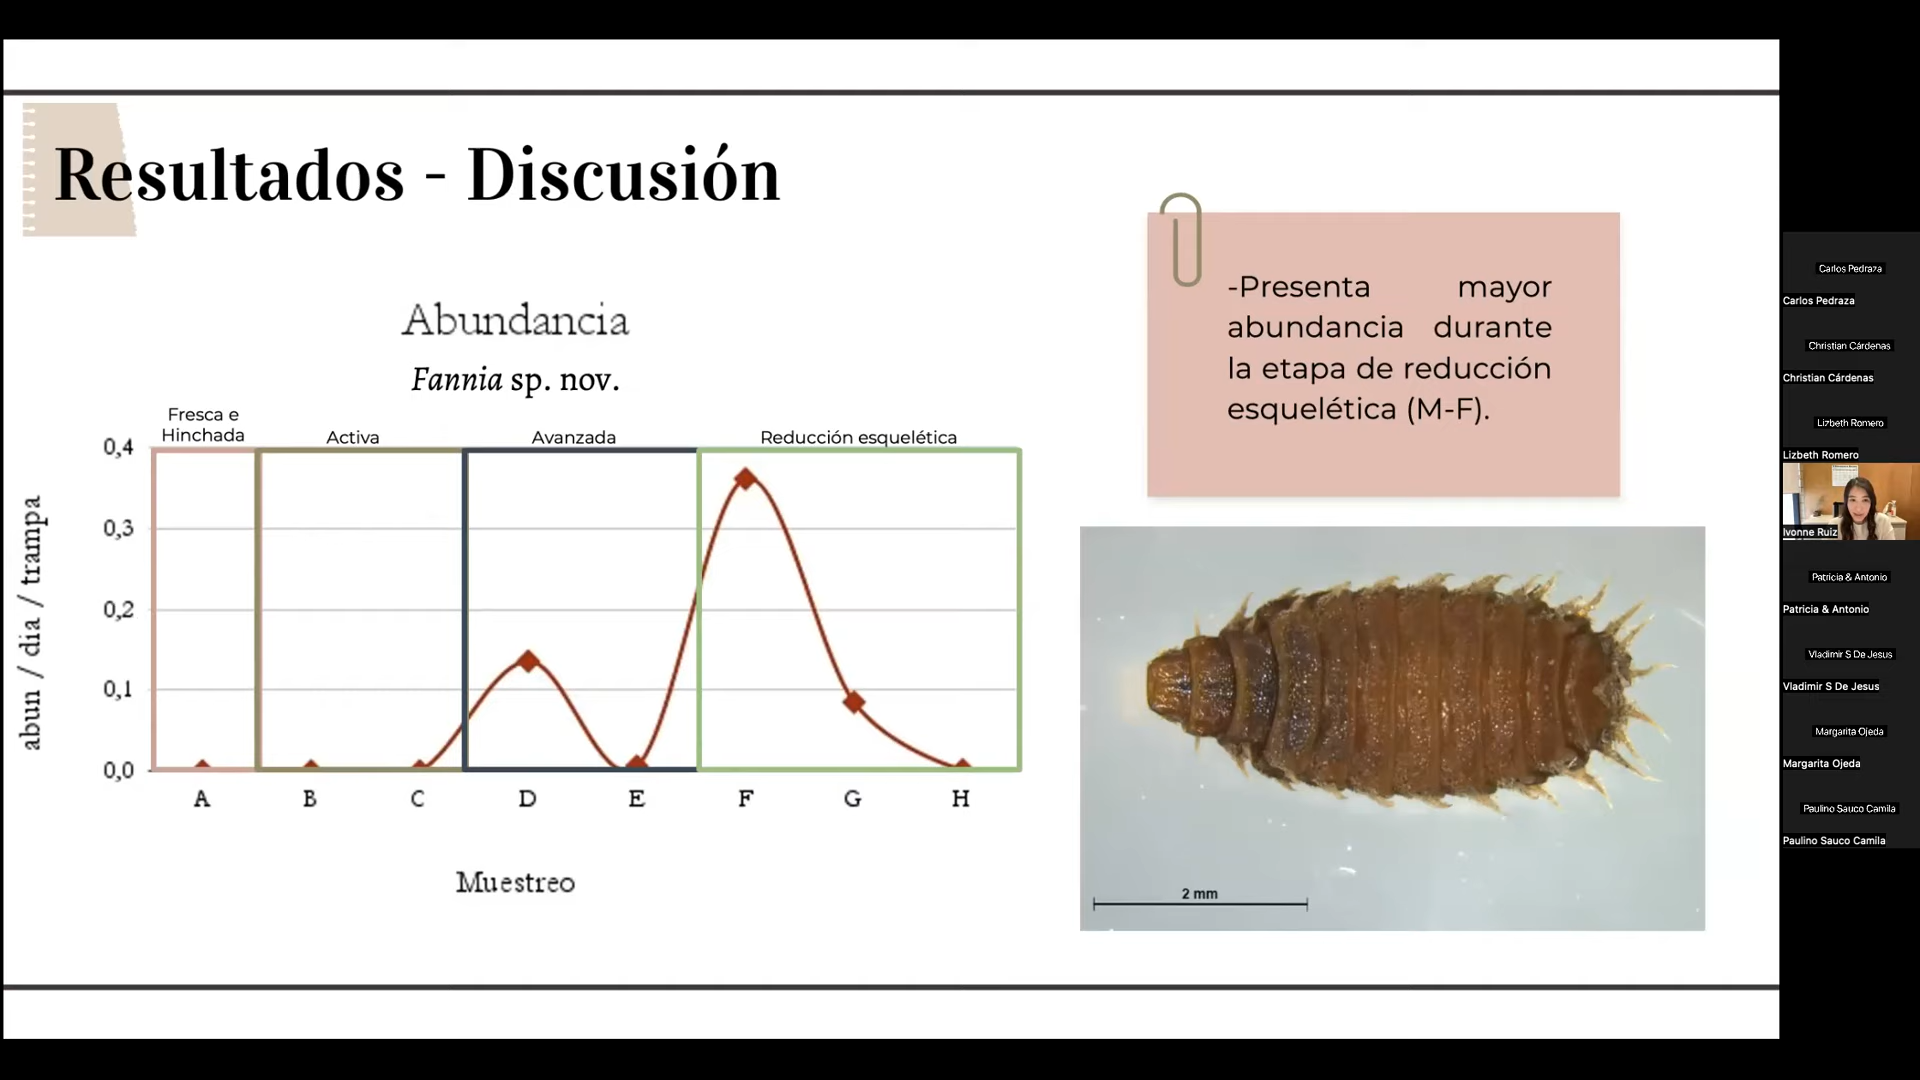 Resultados - Discusión
Abundancia
Fannia sp. nov.
Fresca e
Hinchada
Activa
Avanzada
Reducción esquelética
0,4
0,3
0,2
0,1
0,0
abun / dia / trampa
A B C D E F G H
Muestreo
-Presenta mayor
abundancia durante
la etapa de reducción
esquelética (M-F).
2 mm
Carlos Pedraza
Carlos Pedraza
Christian Cárdenas
Christian Cárdenas
Lizbeth Romero
Lizbeth Romero
Ivonne Ruiz
Patricia & Antonio
Patricia & Antonio
Vladimir S De Jesus
Vladimir S De Jesus
Margarita Ojeda
Margarita Ojeda
Paulino Sauco Camila
Paulino Sauco Camila